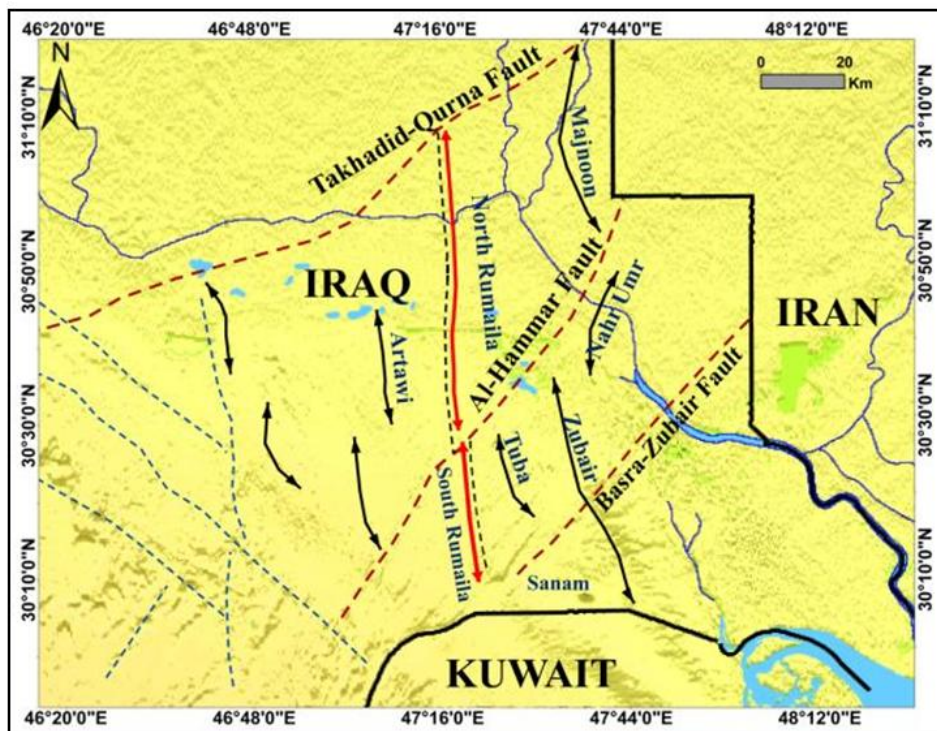 46°20'0"E 46°48'0"E 47°16'0"E 47°44'0"E 48°12'0"E
N
0 20
Km
31°10'0"N
31°10'0"N
Takhadid-Qurna Fault
Majnoon
North Rumaila
30°50'0"N
30°50'0"N
IRAQ
Al-Hammar Fault
Nahr Umr
IRAN
Artawi
Basra-Zubair Fault
30°30'0"N
30°30'0"N
Zubair
Tuba
South Rumaila
30°10'0"N
30°10'0"N
Sanam
KUWAIT
46°20'0"E 46°48'0"E 47°16'0"E 47°44'0"E 48°12'0"E